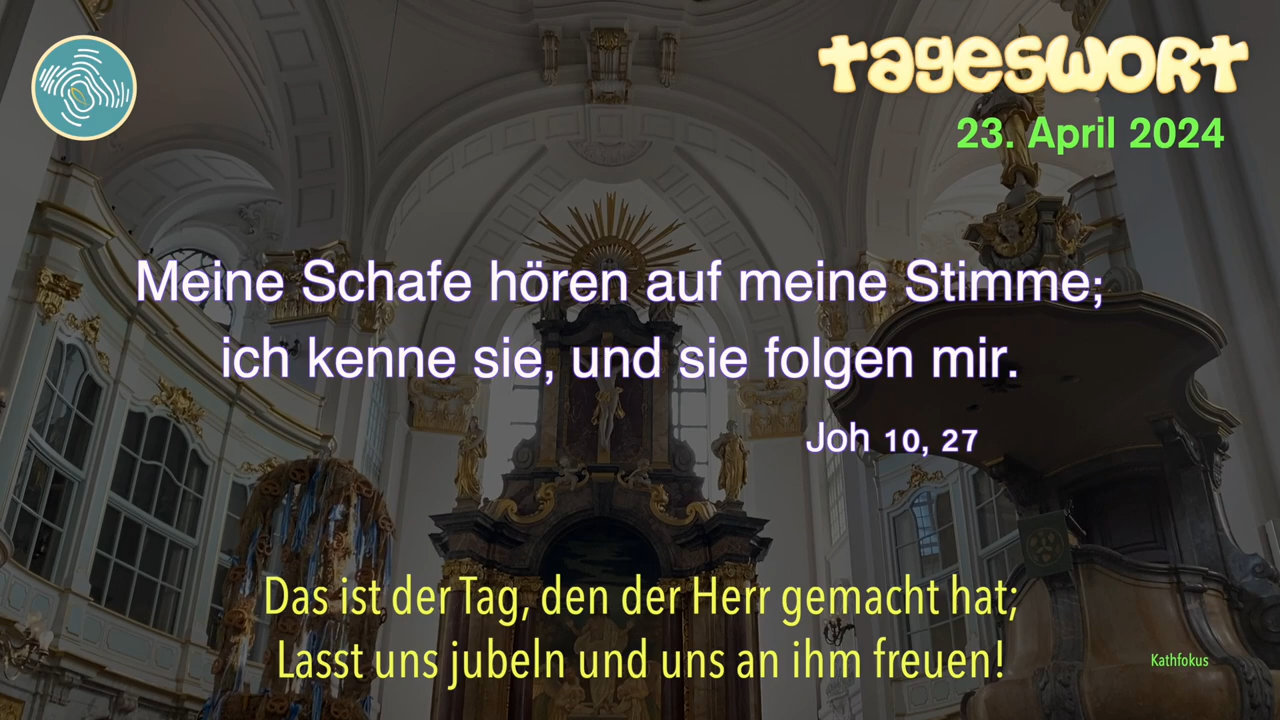 tageswort
23. April 2024
Meine Schafe hören auf meine Stimme;
ich kenne sie, und sie folgen mir.
Joh 10, 27
Das ist der Tag, den der Herr gemacht hat;
Lasst uns jubeln und uns an ihm freuen!
Kathfokus